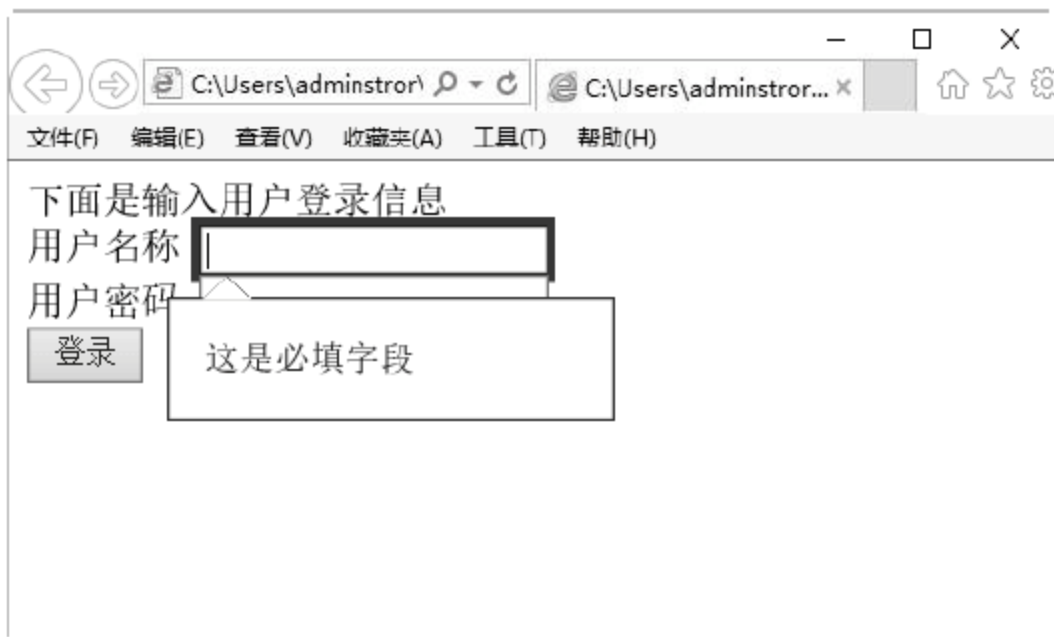 C:\Users\adminstror\
C:\Users\adminstror...
文件(F) 编辑(E) 查看(V) 收藏夹(A) 工具(T) 帮助(H)
下面是输入用户登录信息
用户名称
用户密码
登录
这是必填字段